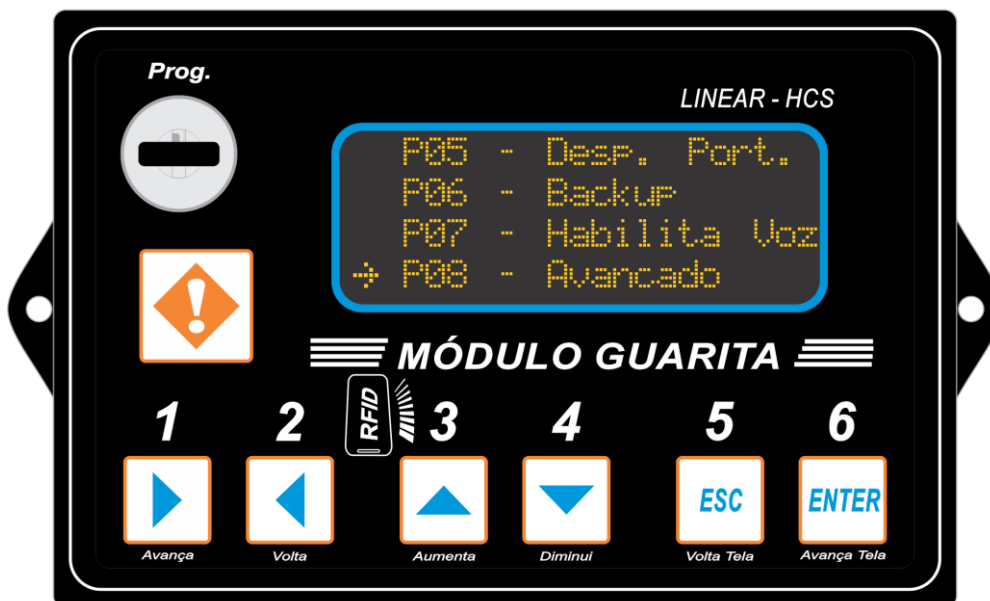 Prog.
LINEAR - HCS
P05 - Desp. Port.
P06 - Backup
P07 - Habilita Voz
→ P08 - Avancado
!
MÓDULO GUARITA
RFID
1 2 3 4 5 6
ESC ENTER
Avança Volta Aumenta Diminui Volta Tela Avança Tela